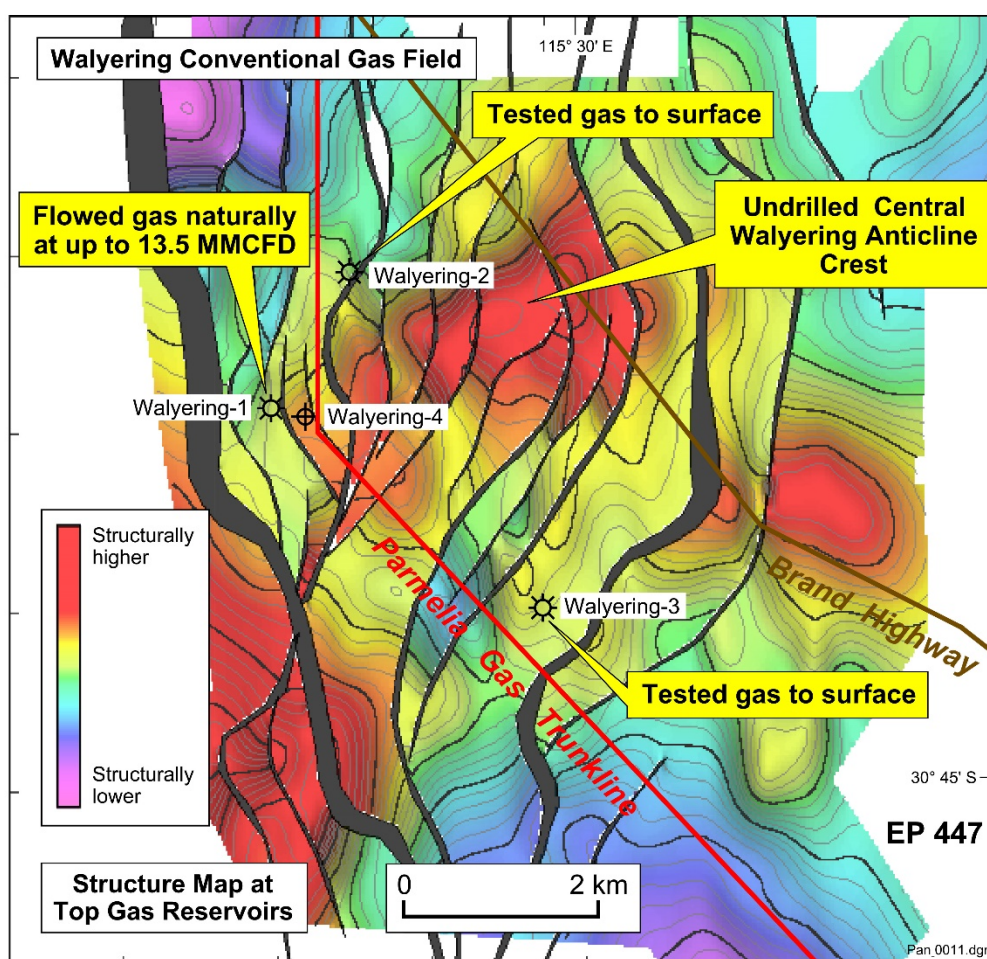 Walyering Conventional Gas Field
115° 30' E
Tested gas to surface
Flowed gas naturally
at up to 13.5 MMCFD
Undrilled Central
Walyering Anticline
Crest
Walyering-2
Walyering-1
Walyering-4
Structurally
higher
Structurally
lower
Parmelia Gas Trunkline
Walyering-3
Brand Highway
Tested gas to surface
30° 45' S
EP 447
Structure Map at
Top Gas Reservoirs
0 2 km
Pan_0011.dgn